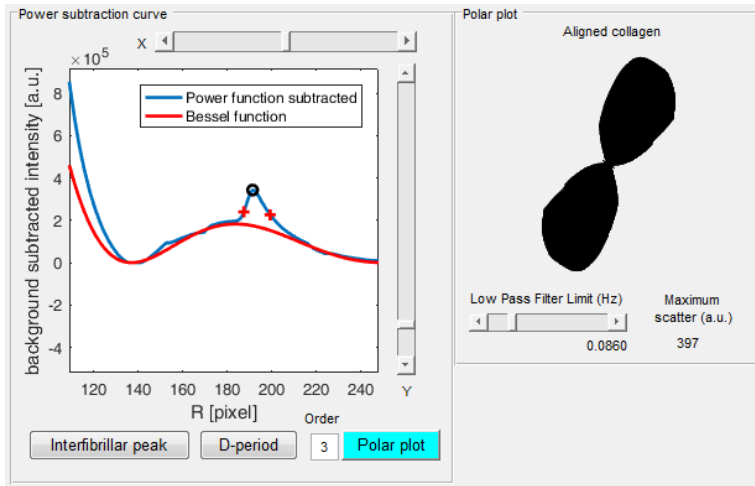 Power subtraction curve
X
×10⁵
background subtracted intensity [a.u.]
8
6
4
2
0
-2
-4
Power function subtracted
Bessel function
120 140 160 180 200 220 240
R [pixel]
Y
Order
Interfibrillar peak D-period 3 Polar plot
Polar plot
Aligned collagen
Low Pass Filter Limit (Hz)
0.0860
Maximum
scatter (a.u.)
397